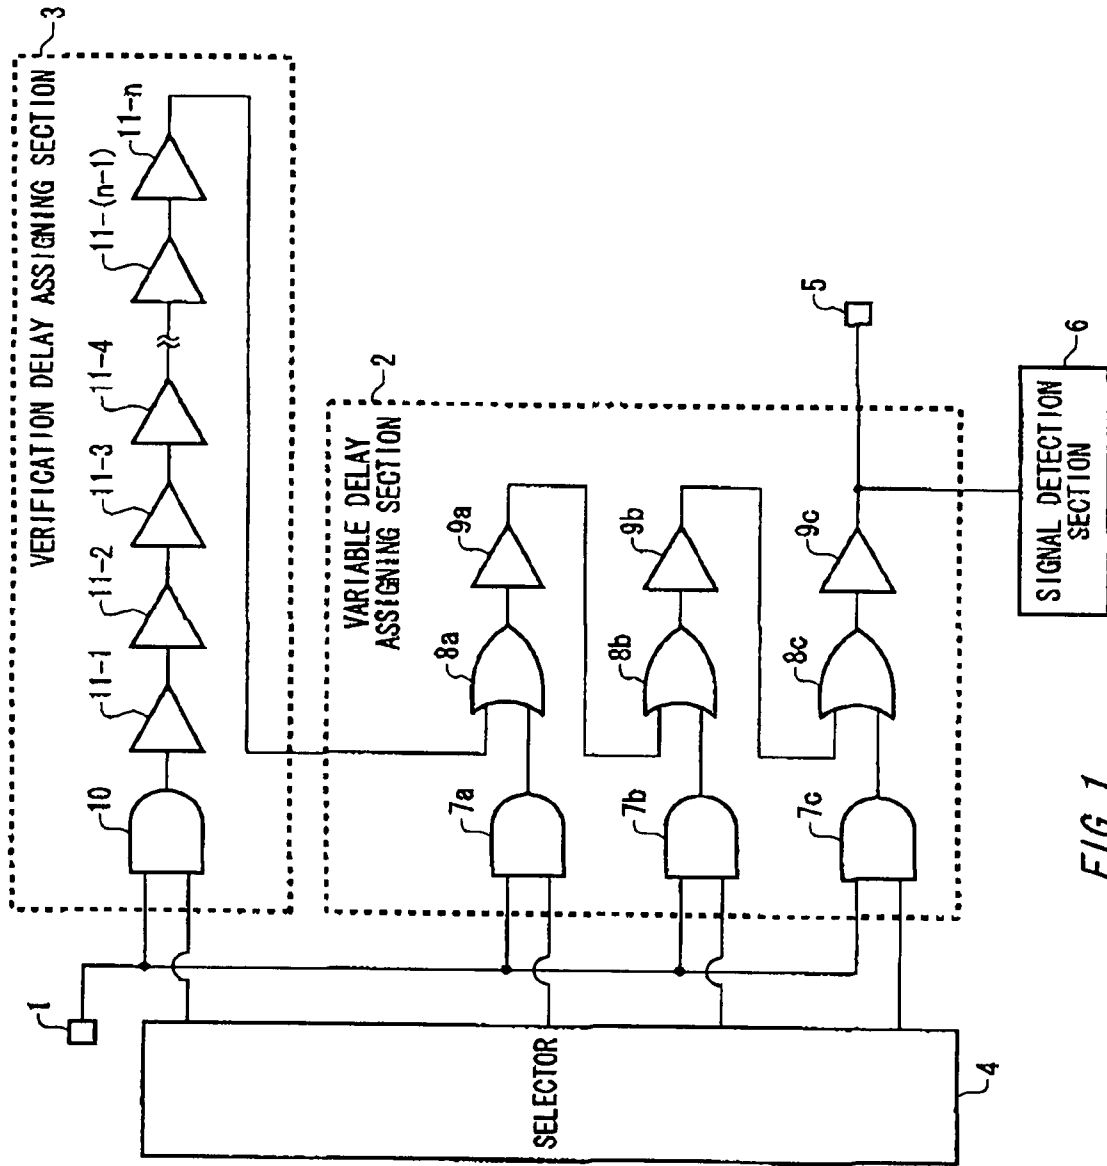 VERIFICATION DELAY ASSIGNING SECTION
3
10
11-1
11-2
11-3
11-4
11-(n-1)
11-n
1
VARIABLE DELAY
ASSIGNING SECTION
2
7a
8a
9a
7b
8b
9b
7c
8c
9c
5
SELECTOR
4
SIGNAL DETECTION
SECTION
6
FIG. 1